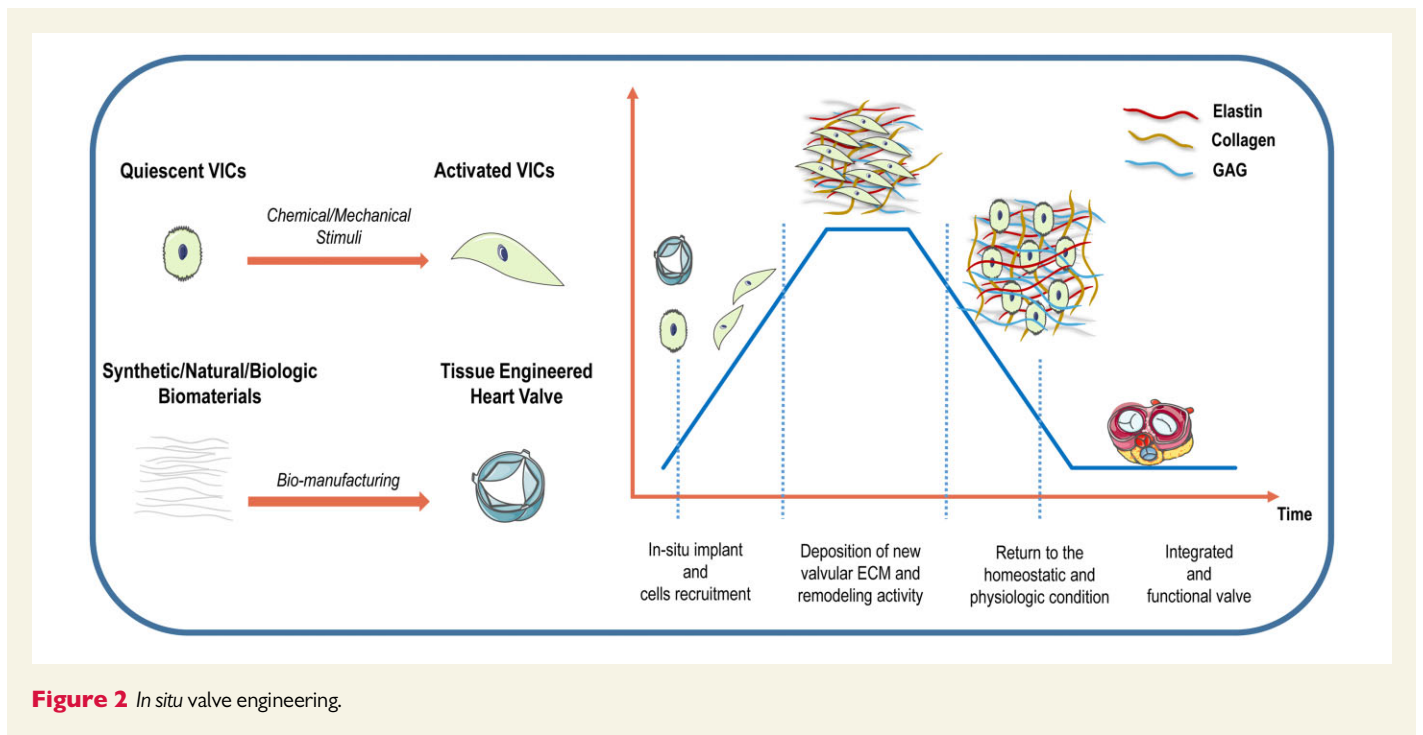 Quiescent VICs
Chemical/Mechanical
Stimuli
Activated VICs
Synthetic/Natural/Biologic
Biomaterials
Bio-manufacturing
Tissue Engineered
Heart Valve
Elastin
Collagen
GAG
Time
In-situ implant
and
cells recruitment
Deposition of new
valvular ECM and
remodeling activity
Return to the
homeostatic and
physiologic condition
Integrated
and
functional valve
Figure 2 In situ valve engineering.